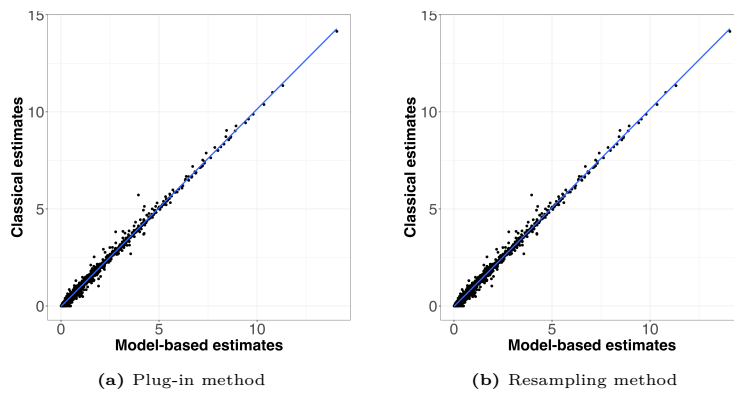 15
10
5
0
Classical estimates
0 5 10
Model-based estimates
(a) Plug-in method
15
10
5
0
Classical estimates
0 5 10
Model-based estimates
(b) Resampling method